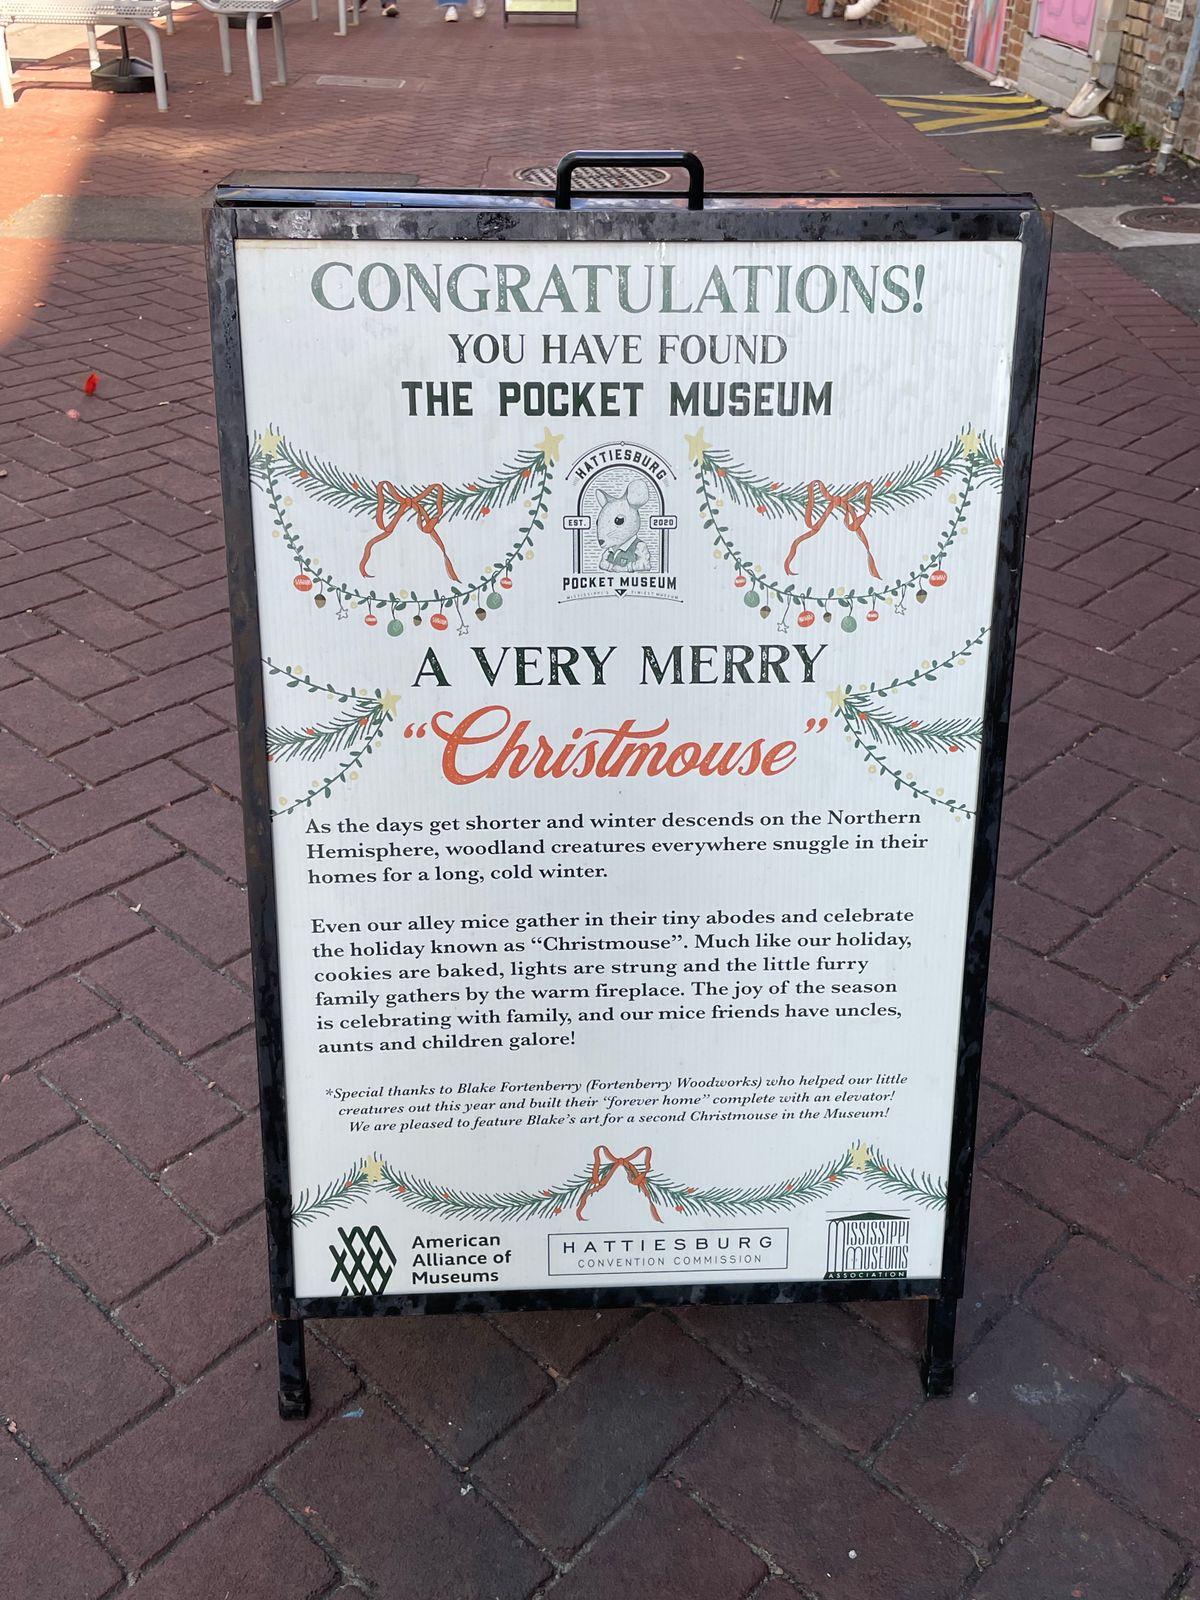 CONGRATULATIONS!
YOU HAVE FOUND
THE POCKET MUSEUM
HATTIESBURG
EST. 2020
POCKET MUSEUM
MISSISSIPPI'S TINIEST MUSEUM
A VERY MERRY
“Christmouse”
As the days get shorter and winter descends on the Northern
Hemisphere, woodland creatures everywhere snuggle in their
homes for a long, cold winter.
Even our alley mice gather in their tiny abodes and celebrate
the holiday known as “Christmouse”. Much like our holiday,
cookies are baked, lights are strung and the little furry
family gathers by the warm fireplace. The joy of the season
is celebrating with family, and our mice friends have uncles,
aunts and children galore!
*Special thanks to Blake Fortenberry (Fortenberry Woodworks) who helped our little
creatures out this year and built their “forever home” complete with an elevator!
We are pleased to feature Blake’s art for a second Christmouse in the Museum!
American
Alliance of
Museums
HATTIESBURG
CONVENTION COMMISSION
MISSISSIPPI
MUSEUMS
ASSOCIATION